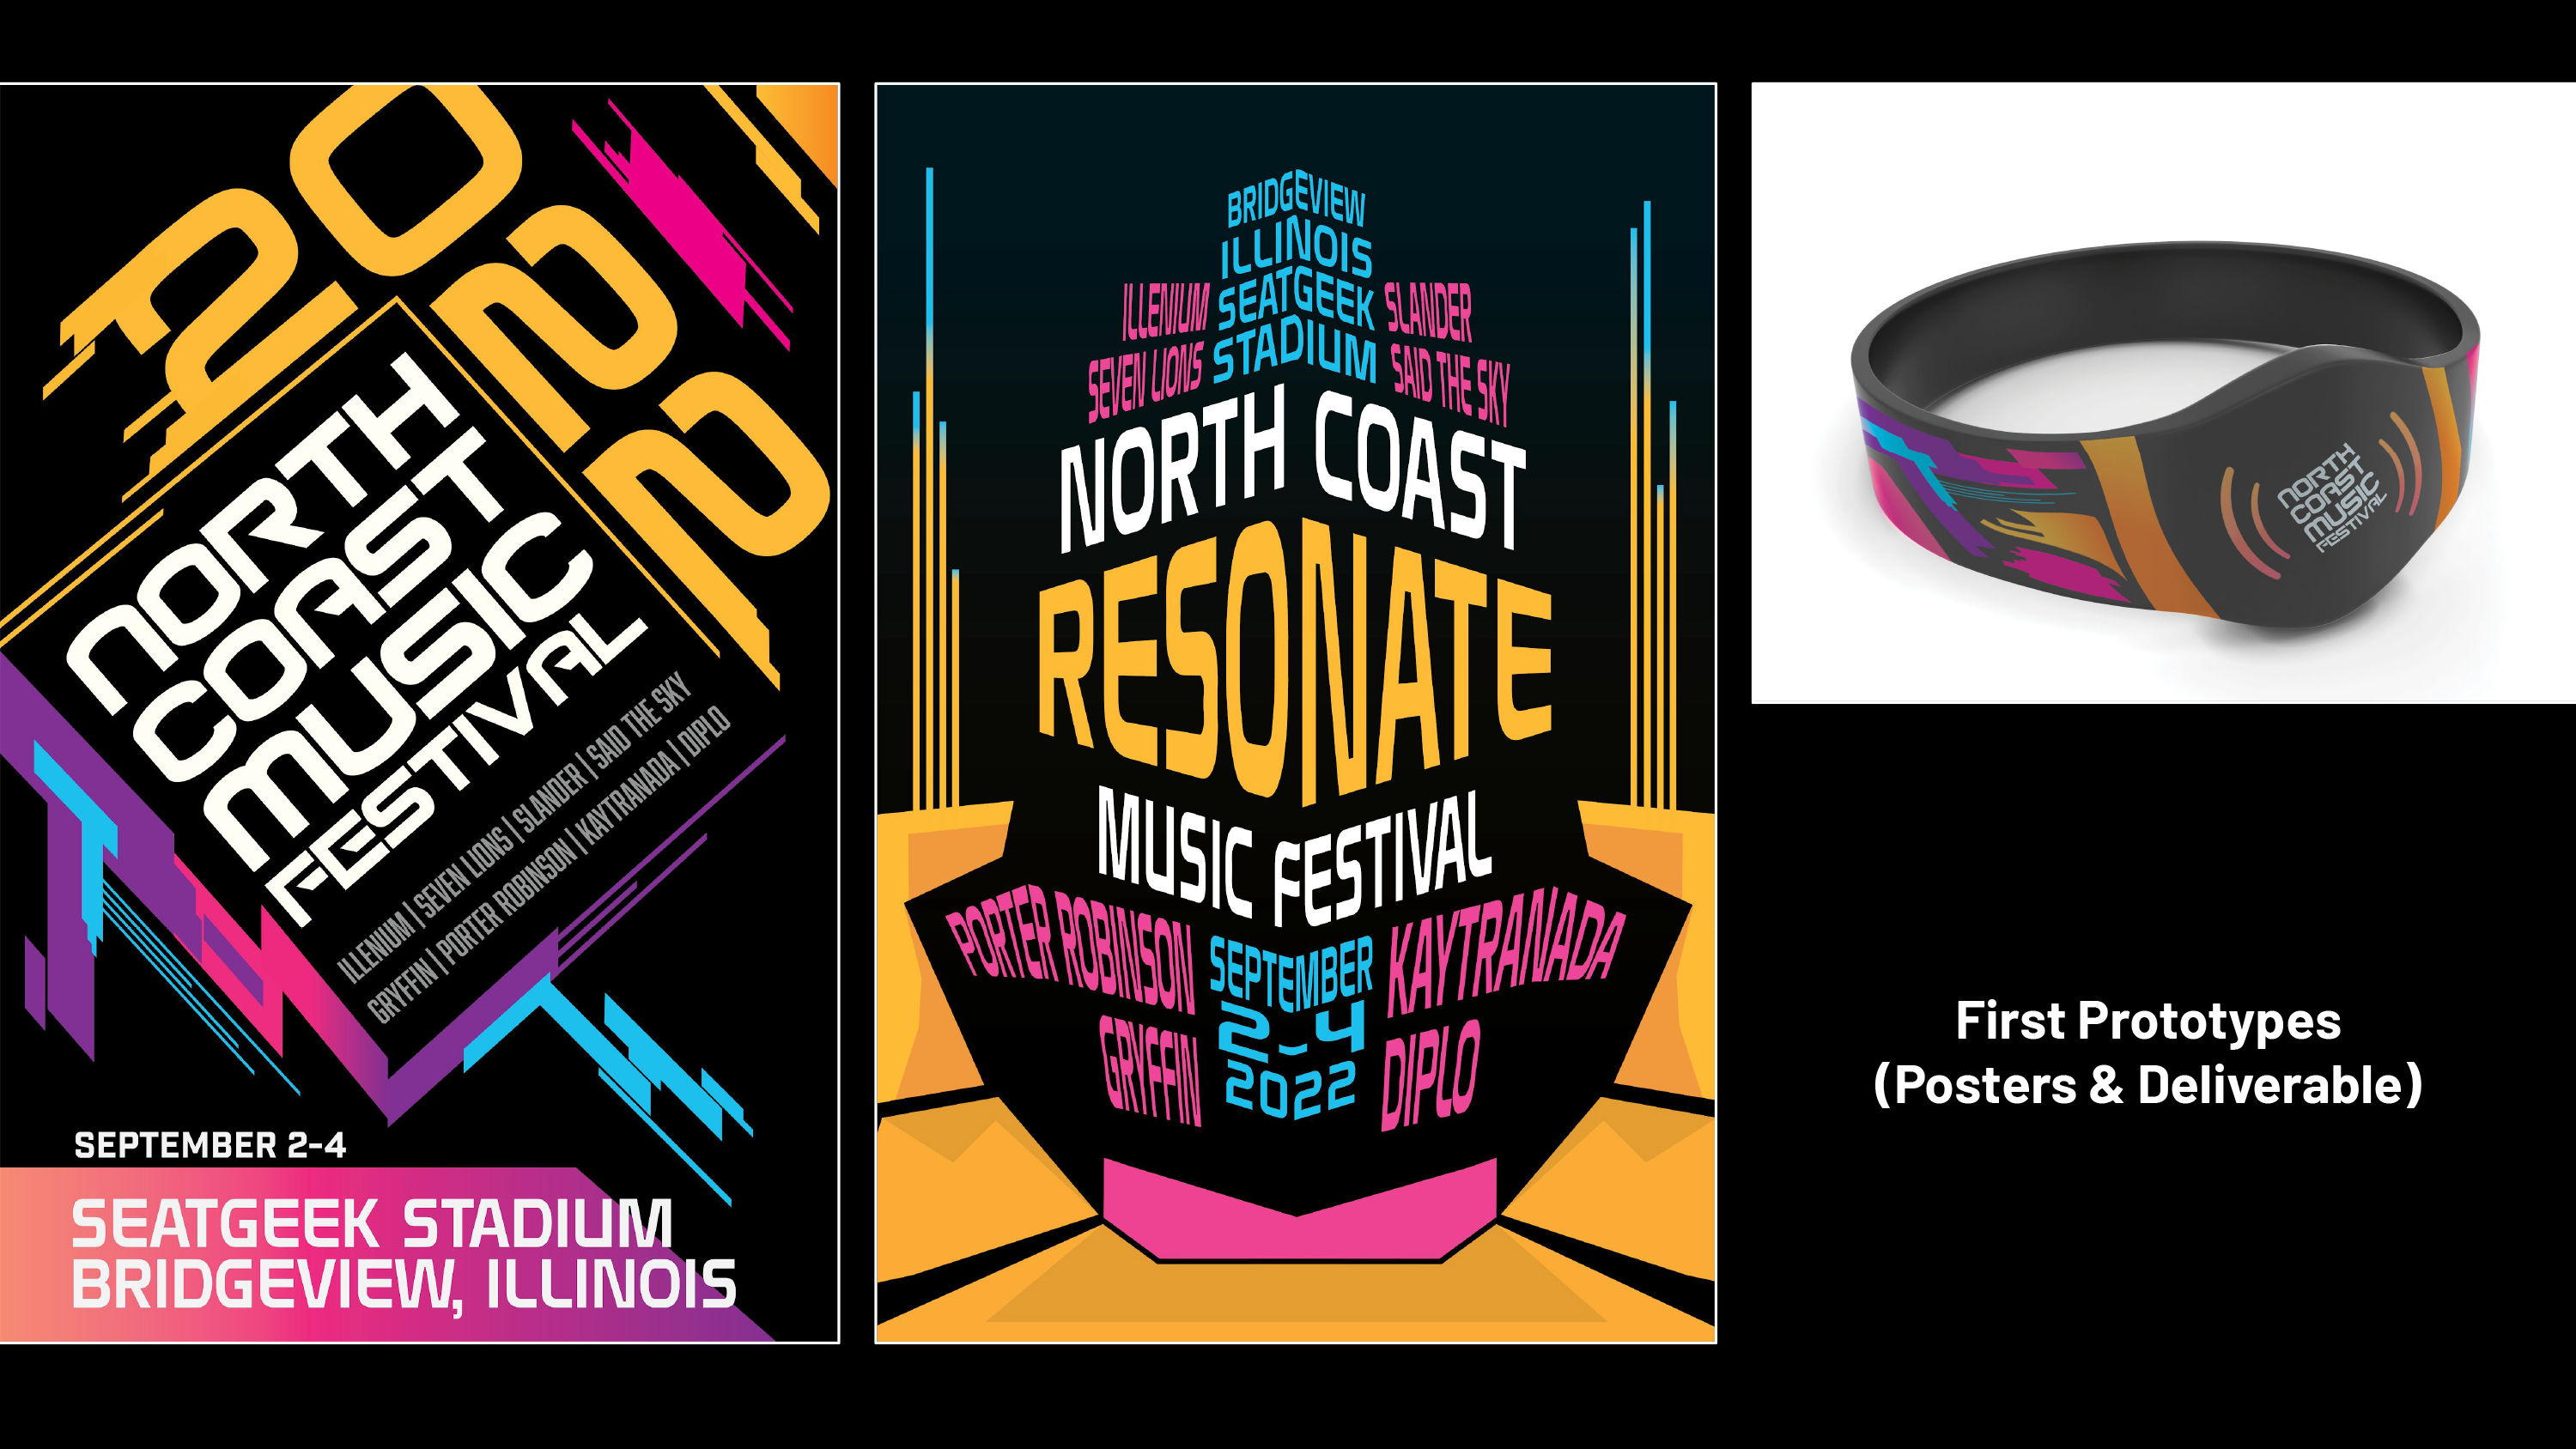 2022
NORTH
COAST
MUSIC
FESTIVAL
ILLENIUM | SEVEN LIONS | SLANDER | SAID THE SKY
GRYFFIN | PORTER ROBINSON | KAYTRANADA | DIPLO
SEPTEMBER 2-4
SEATGEEK STADIUM
BRIDGEVIEW, ILLINOIS
BRIDGEVIEW
ILLINOIS
ILLENIUM SEATGEEK SLANDER
SEVEN LIONS STADIUM SAID THE SKY
NORTH COAST
RESONATE
MUSIC FESTIVAL
PORTER ROBINSON SEPTEMBER KAYTRANADA
2-4
GRYFFIN 2022 DIPLO
NORTH
COAST
MUSIC
FESTIVAL
First Prototypes
(Posters & Deliverable)